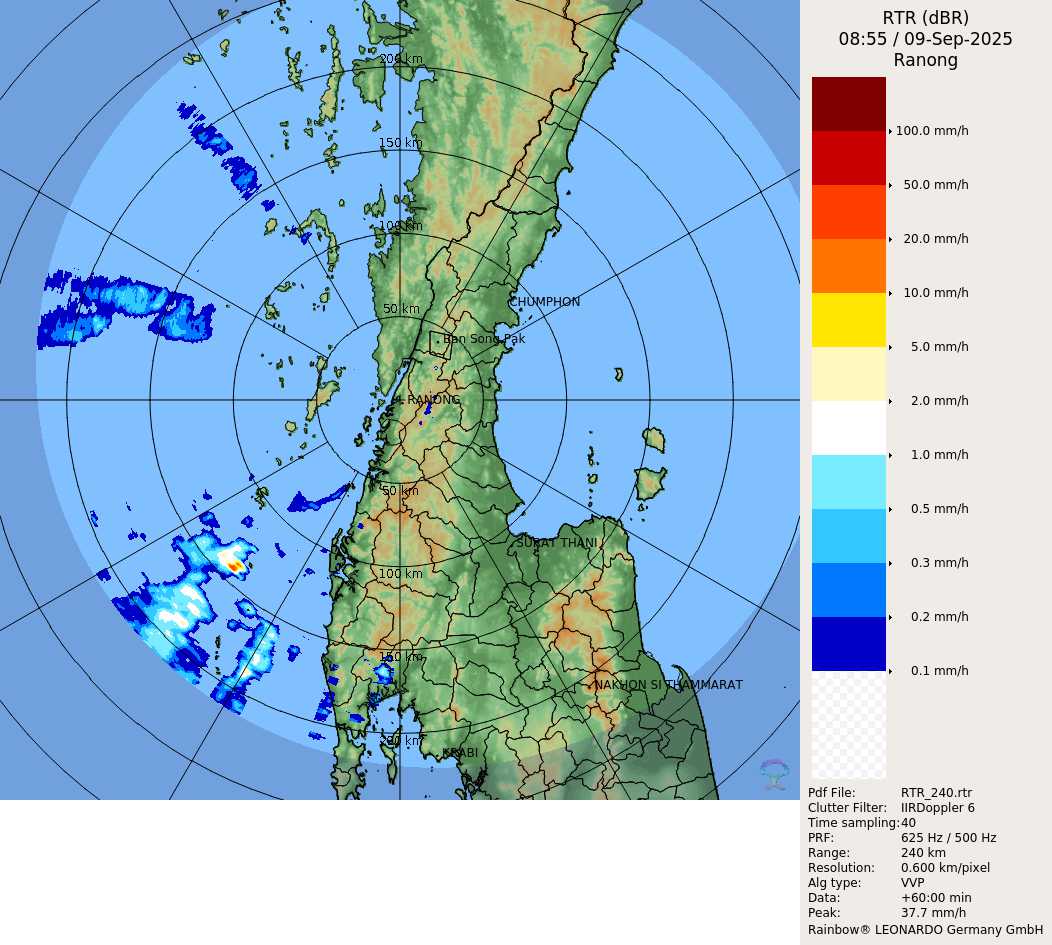 RTR (dBR)
08:55 / 09-Sep-2025
Ranong
200 km
150 km
100 km
50 km
CHUMPHON
Ban Song Pak
RANONG
50 km
SURAT THANI
100 km
150 km
NAKHON SI THAMMARAT
200 km
KRABI
100.0 mm/h
50.0 mm/h
20.0 mm/h
10.0 mm/h
5.0 mm/h
2.0 mm/h
1.0 mm/h
0.5 mm/h
0.3 mm/h
0.2 mm/h
0.1 mm/h
Pdf File: RTR_240.rtr
Clutter Filter: IIRDoppler 6
Time sampling: 40
PRF: 625 Hz / 500 Hz
Range: 240 km
Resolution: 0.600 km/pixel
Alg type: VVP
Data: +60:00 min
Peak: 37.7 mm/h
Rainbow® LEONARDO Germany GmbH